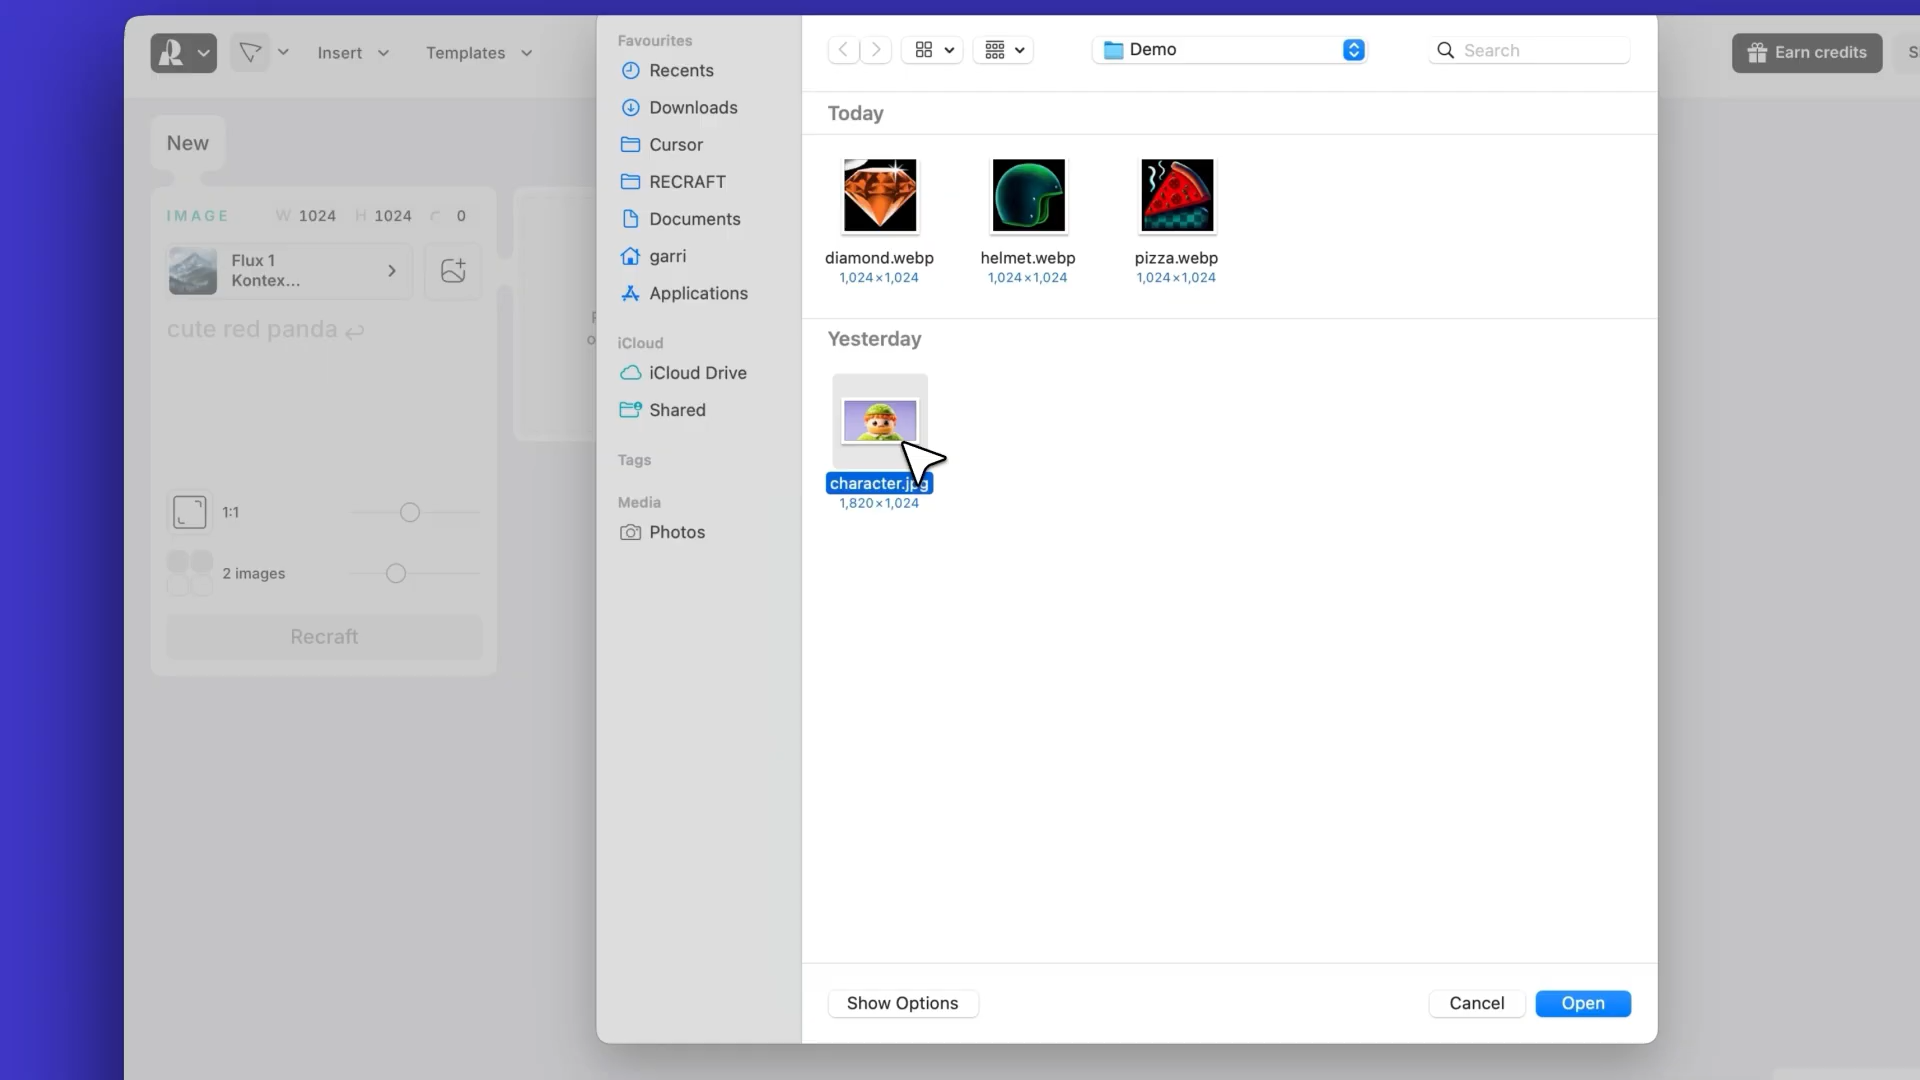 Insert
Templates
Earn credits
New
IMAGE
W 1024
H 1024
0
Flux 1
Kontex...
cute red panda
1:1
2 images
Recraft
Favourites
Recents
Downloads
Cursor
RECRAFT
Documents
garri
Applications
iCloud
iCloud Drive
Shared
Tags
Media
Photos
Demo
Search
Today
diamond.webp
1,024×1,024
helmet.webp
1,024×1,024
pizza.webp
1,024×1,024
Yesterday
character.jpg
1,820×1,024
Show Options
Cancel
Open